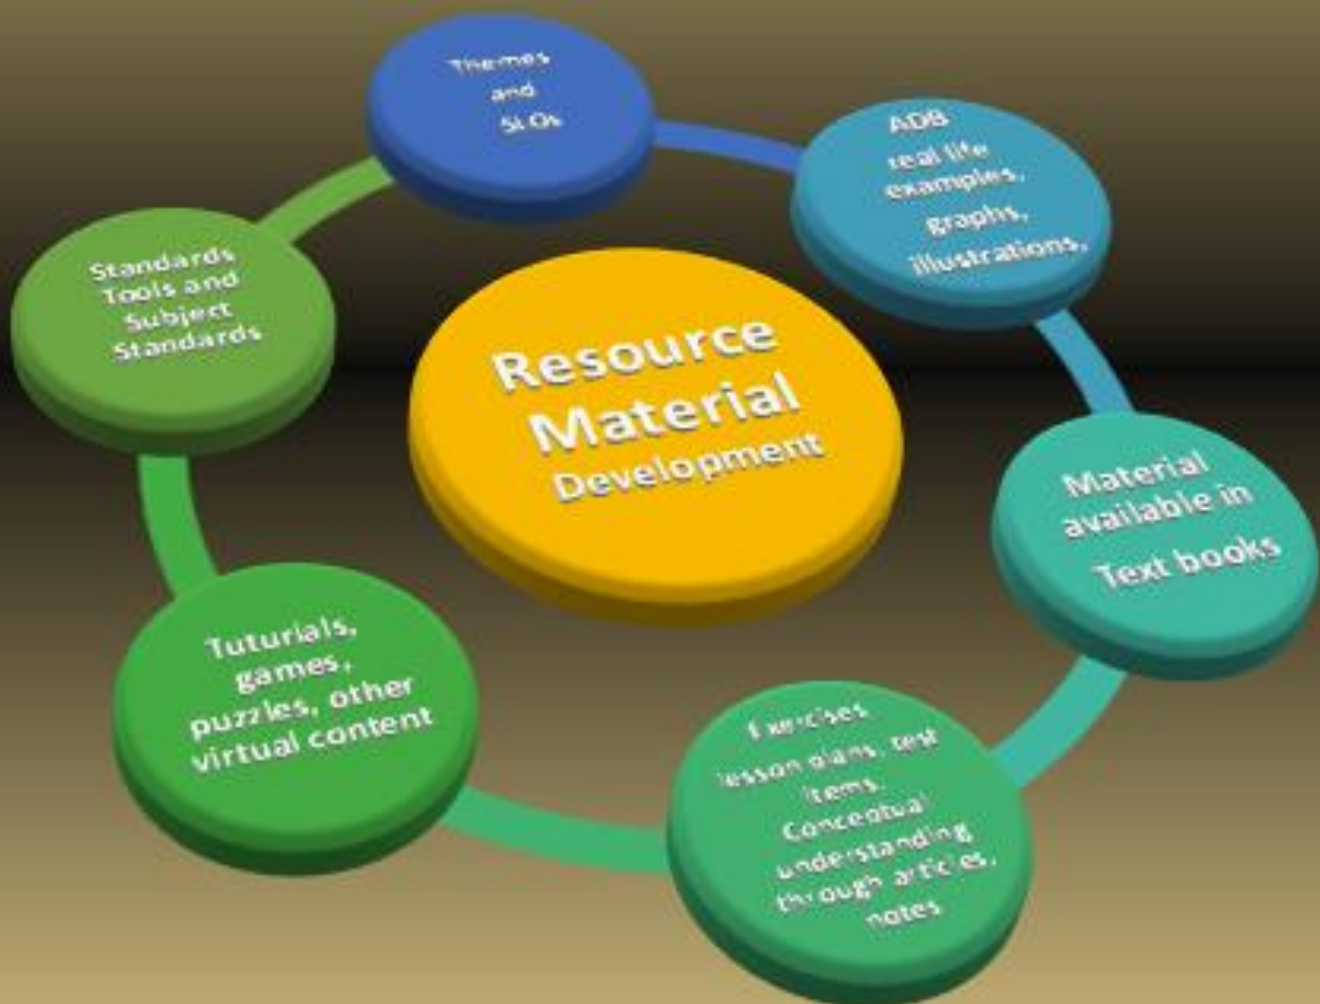 Resource
Material
Development
Themes
and
SLOs
ADB
real life
examples,
graphs,
illustrations,
Material
available in
Text books
Exercises
lesson plans, test
items.
Conceptual
understanding
through articles,
notes
Tuturials,
games,
puzzles, other
virtual content
Standards
Tools and
Subject
Standards